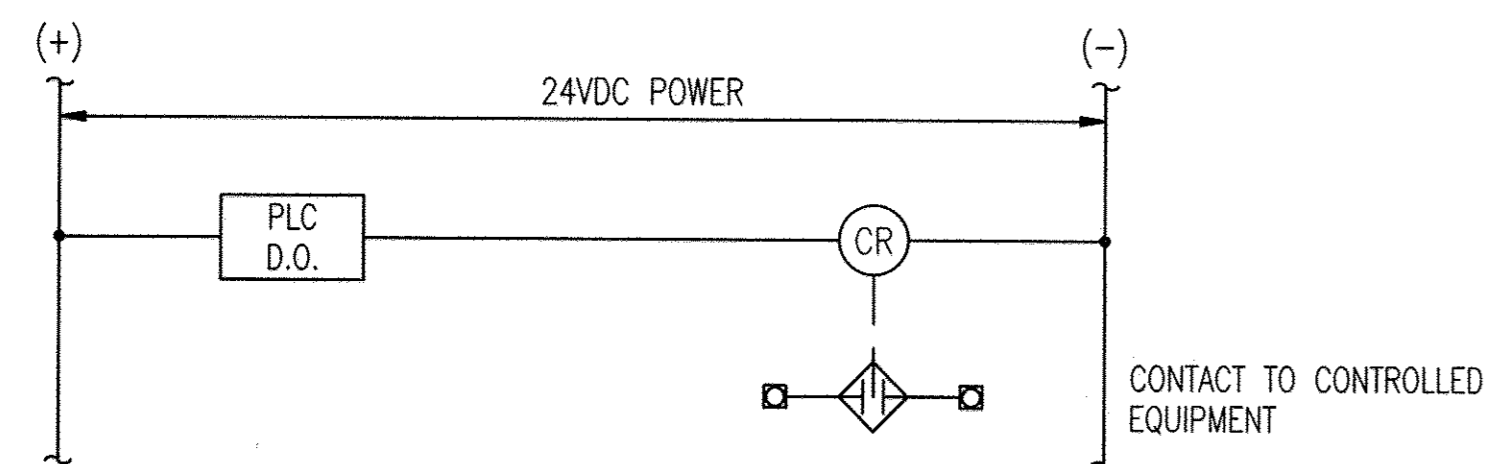 (+)
(-)
24VDC POWER
PLC
D.O.
CR
CONTACT TO CONTROLLED
EQUIPMENT